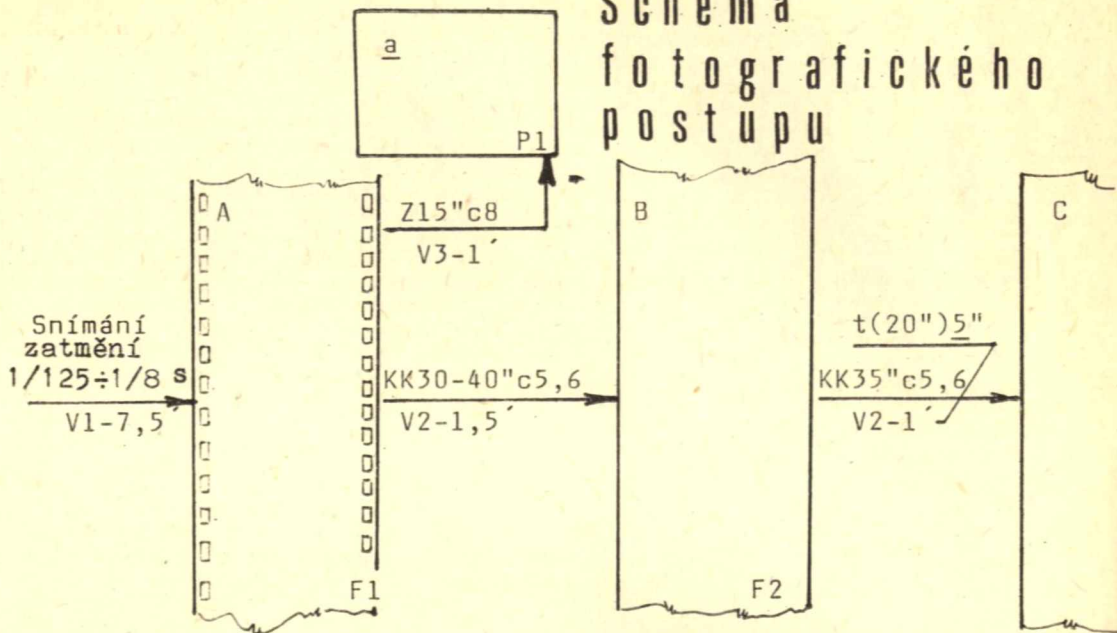 Schéma
fotografického
postupu
a
P1
A
Z15"c8
V3-1´
B
C
Snímání
zatmění
1/125÷1/8 s
V1-7,5´
KK30-40"c5,6
V2-1,5´
t(20")5"
KK35"c5,6
V2-1´
F1
F2